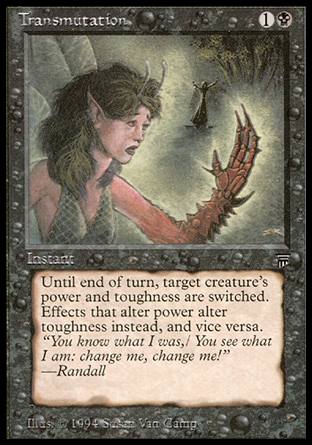 Transmutation 1
Instant
Until end of turn, target creature's
power and toughness are switched.
Effects that alter power alter
toughness instead, and vice versa.
"You know what I was,/ You see what
I am: change me, change me!"
—Randall
Illus. © 1994 Susan Van Camp